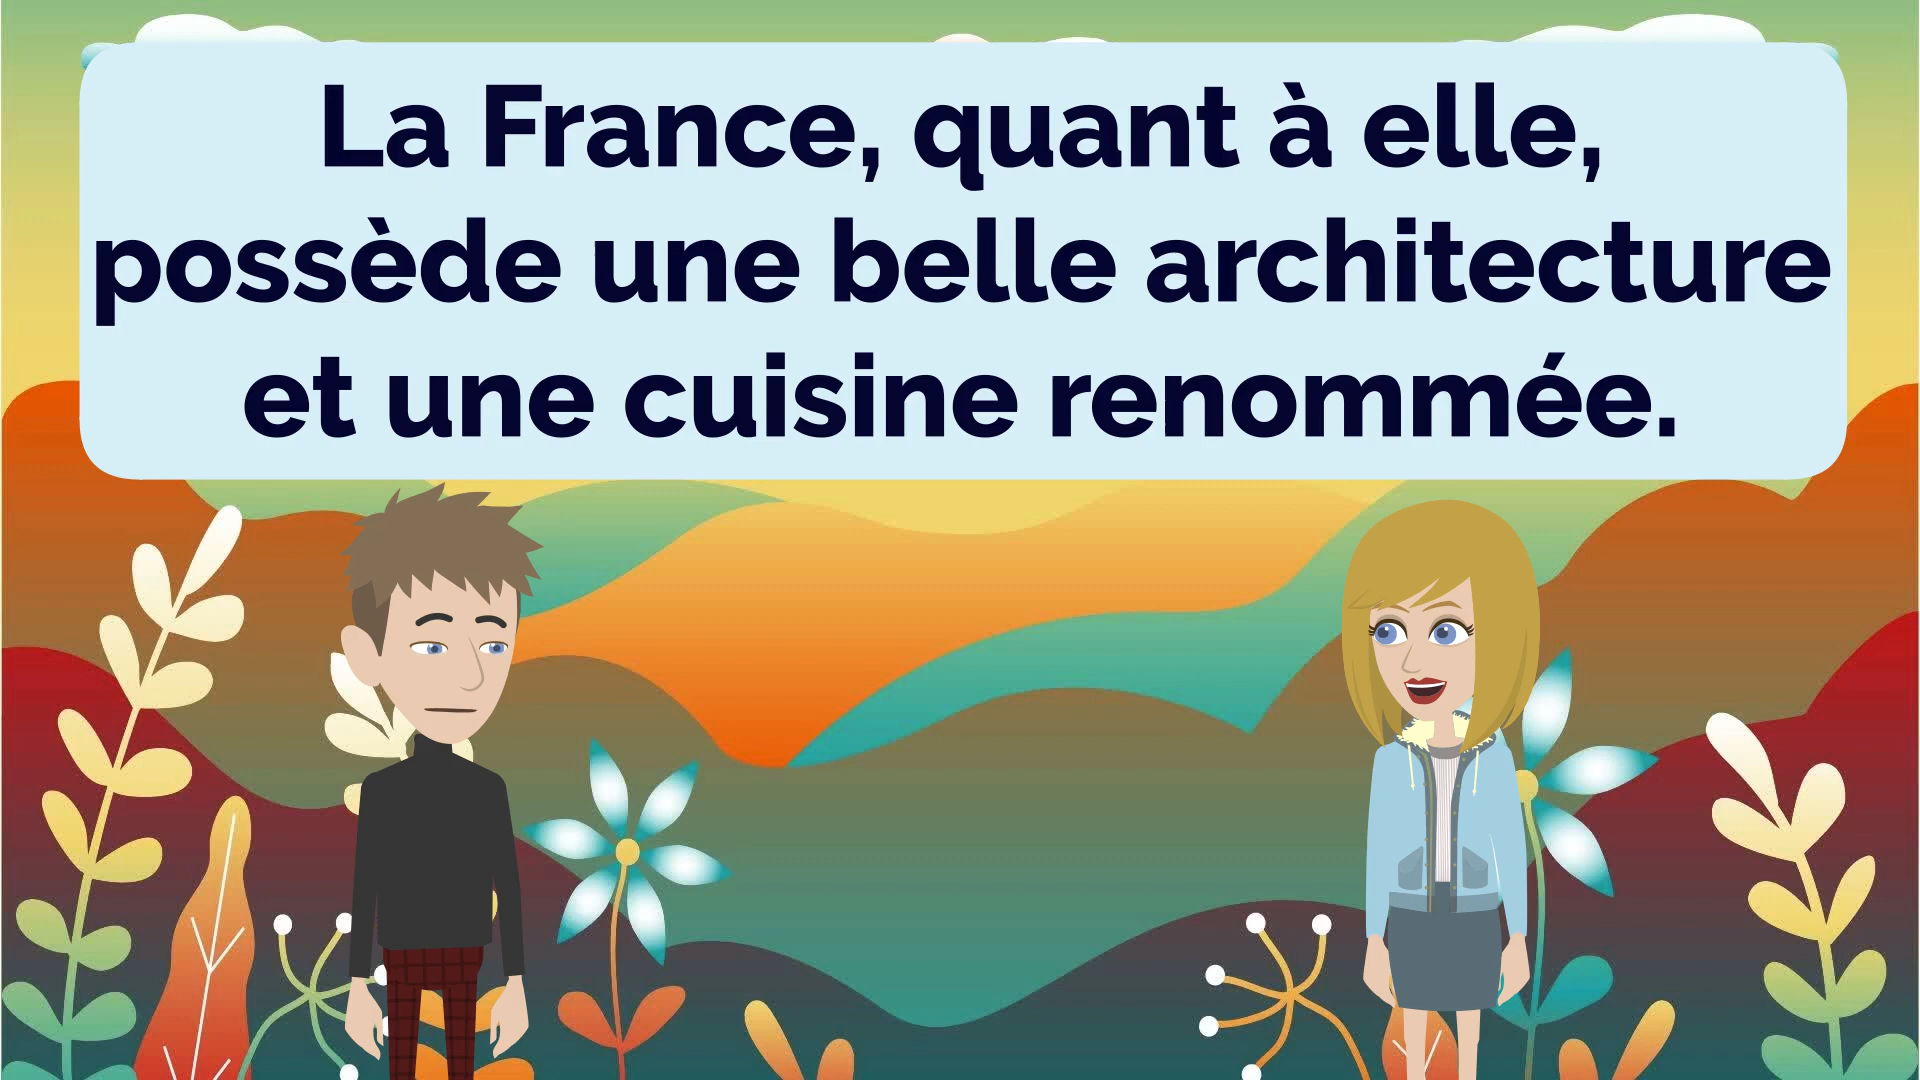 La France, quant à elle,
possède une belle architecture
et une cuisine renommée.